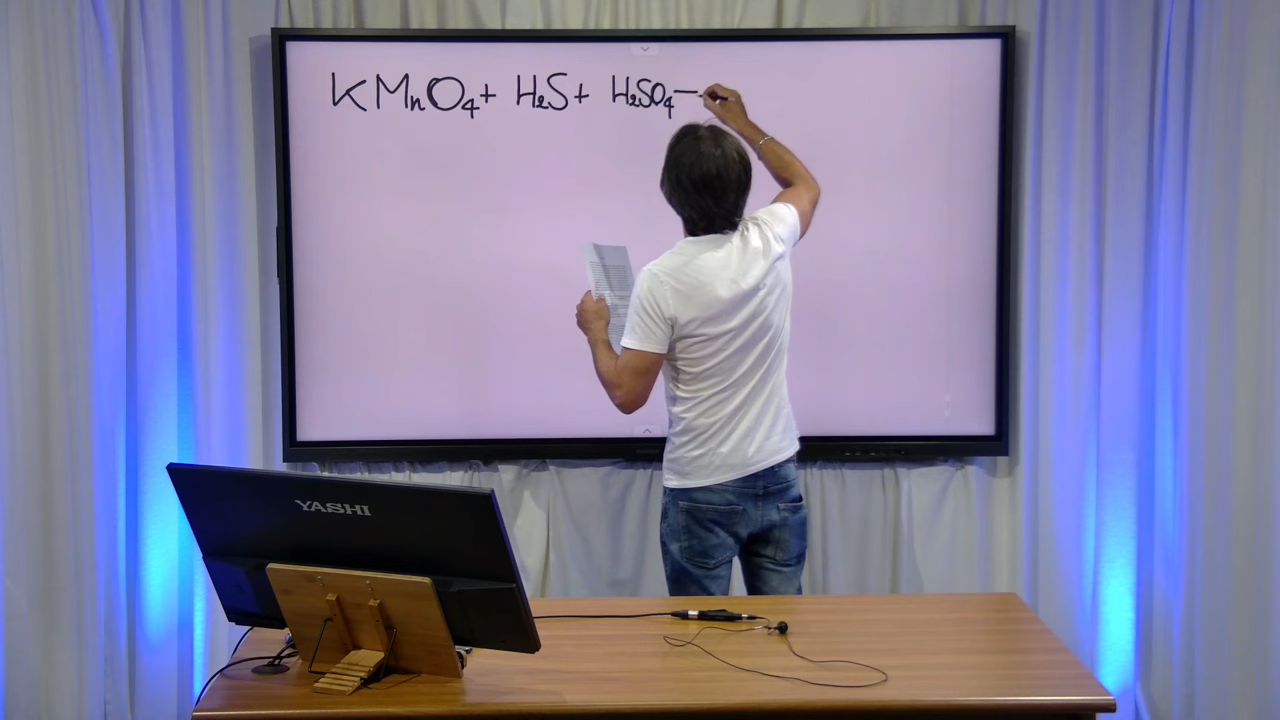 KMnO₄ + H₂S + H₂SO₄ —
YASHI